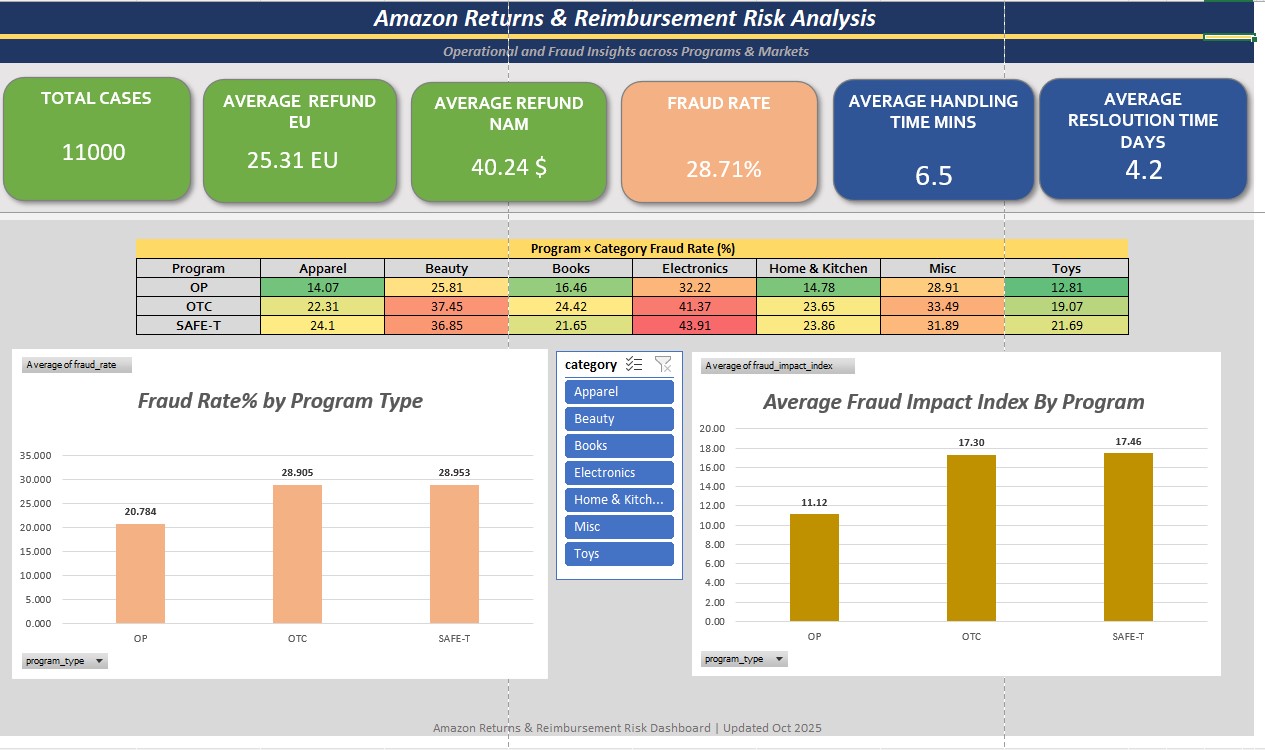 Amazon Returns & Reimbursement Risk Analysis
Operational and Fraud Insights across Programs & Markets
TOTAL CASES
11000
AVERAGE REFUND
EU
25.31 EU
AVERAGE REFUND
NAM
40.24 $
FRAUD RATE
28.71%
AVERAGE HANDLING
TIME MINS
6.5
AVERAGE
RESLOUTION TIME
DAYS
4.2
Program × Category Fraud Rate (%)
Program Apparel Beauty Books Electronics Home & Kitchen Misc Toys
OP 14.07 25.81 16.46 32.22 14.78 28.91 12.81
OTC 22.31 37.45 24.42 41.37 23.65 33.49 19.07
SAFE-T 24.1 36.85 21.65 43.91 23.86 31.89 21.69
Average of fraud_rate
Fraud Rate% by Program Type
35.000
30.000
25.000
20.000
15.000
10.000
5.000
0.000
20.784
28.905
28.953
OP OTC SAFE-T
program_type
category
Apparel
Beauty
Books
Electronics
Home & Kitch...
Misc
Toys
Average of fraud_impact_index
Average Fraud Impact Index By Program
20.00
18.00
16.00
14.00
12.00
10.00
8.00
6.00
4.00
2.00
0.00
11.12
17.30
17.46
OP OTC SAFE-T
program_type
Amazon Returns & Reimbursement Risk Dashboard | Updated Oct 2025